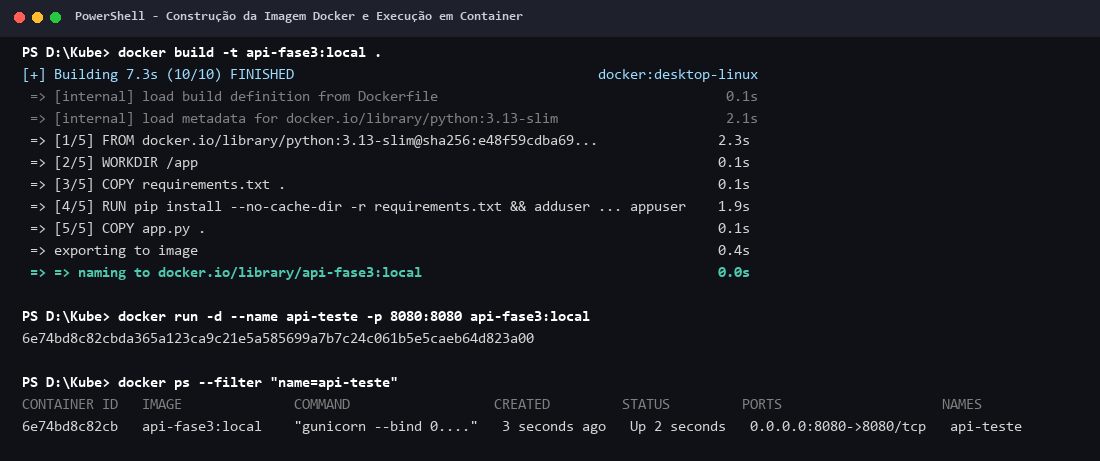 PowerShell - Construção da Imagem Docker e Execução em Container
PS D:\Kube> docker build -t api-fase3:local .
[+] Building 7.3s (10/10) FINISHED docker:desktop-linux
=> [internal] load build definition from Dockerfile 0.1s
=> [internal] load metadata for docker.io/library/python:3.13-slim 2.1s
=> [1/5] FROM docker.io/library/python:3.13-slim@sha256:e48f59cdba69... 2.3s
=> [2/5] WORKDIR /app 0.1s
=> [3/5] COPY requirements.txt . 0.1s
=> [4/5] RUN pip install --no-cache-dir -r requirements.txt && adduser ... appuser 1.9s
=> [5/5] COPY app.py . 0.1s
=> exporting to image 0.4s
=> => naming to docker.io/library/api-fase3:local 0.0s
PS D:\Kube> docker run -d --name api-teste -p 8080:8080 api-fase3:local
6e74bd8c82cbda365a123ca9c21e5a585699a7b7c24c061b5e5caeb64d823a00
PS D:\Kube> docker ps --filter "name=api-teste"
CONTAINER ID IMAGE COMMAND CREATED STATUS PORTS NAMES
6e74bd8c82cb api-fase3:local "gunicorn --bind 0...." 3 seconds ago Up 2 seconds 0.0.0.0:8080->8080/tcp api-teste